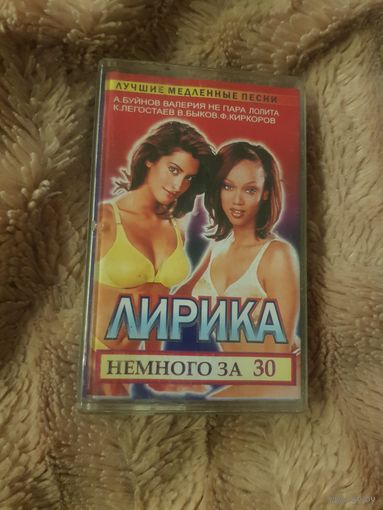 ЛУЧШИЕ МЕДЛЕННЫЕ ПЕСНИ
А.БУЙНОВ ВАЛЕРИЯ НЕ ПАРА ЛОЛИТА
К.ЛЕГОСТАЕВ В.БЫКОВ.Ф.КИРКОРОВ
ЛИРИКА
НЕМНОГО ЗА 30